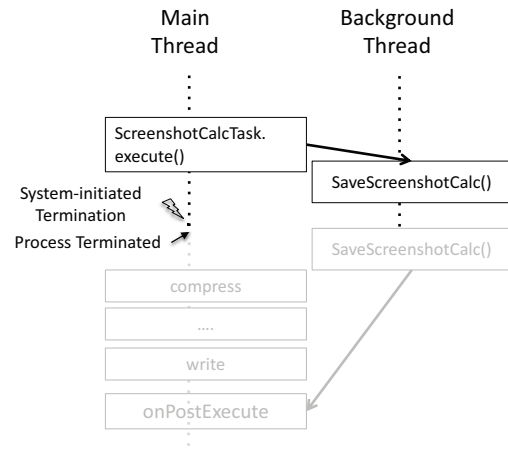 Main
Thread
Background
Thread
ScreenshotCalcTask.
execute()
SaveScreenshotCalc()
System-initiated
Termination
Process Terminated
SaveScreenshotCalc()
compress
....
write
onPostExecute